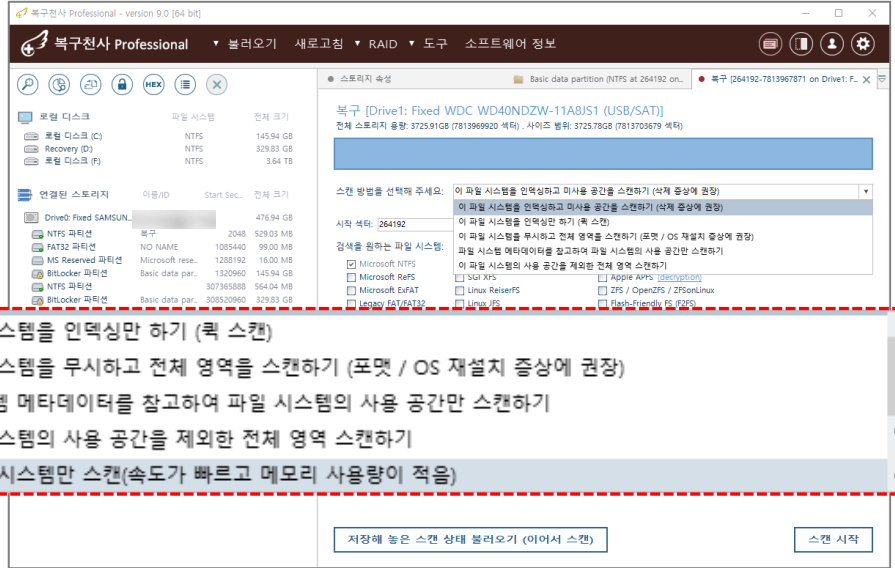 복구천사 Professional - version 9.0 [64 bit]
복구천사 Professional ▼ 불러오기 새로고침 ▼ RAID ▼ 도구 소프트웨어 정보
HEX
스토리지 속성
Basic data partition (NTFS at 264192 on...
복구 [264192-7813967871 on Drive1: F...
로컬 디스크 파일 시스템 전체 크기
로컬 디스크 (C:) NTFS 145.94 GB
Recovery (D:) NTFS 329.83 GB
로컬 디스크 (F:) NTFS 3.64 TB
연결된 스토리지 이름/ID Start Sec... 전체 크기
Drive0: Fixed SAMSUN.. 476.94 GB
NTFS 파티션 복구 2048 529.03 MB
FAT32 파티션 NO NAME 1085440 99.00 MB
MS Reserved 파티션 Microsoft rese.. 1288192 16.00 MB
BitLocker 파티션 Basic data par.. 1320960 145.94 GB
NTFS 파티션 307365888 564.04 MB
BitLocker 파티션 Basic data par.. 308520960 329.83 GB
복구 [Drive1: Fixed WDC WD40NDZW-11A8JS1 (USB/SAT)]
전체 스토리지 용량: 3725.91GB (7813969920 섹터) , 사이즈 범위: 3725.78GB (7813703679 섹터)
스캔 방법을 선택해 주세요: 이 파일 시스템을 인덱싱하고 미사용 공간을 스캔하기 (삭제 증상에 권장)
이 파일 시스템을 인덱싱하고 미사용 공간을 스캔하기 (삭제 증상에 권장)
이 파일 시스템을 인덱싱만 하기 (퀵 스캔)
이 파일 시스템을 무시하고 전체 영역을 스캔하기 (포맷 / OS 재설치 증상에 권장)
파일 시스템 메타데이터를 참고하여 파일 시스템의 사용 공간만 스캔하기
이 파일 시스템의 사용 공간을 제외한 전체 영역 스캔하기
시작 섹터: 264192
검색을 원하는 파일 시스템:
Microsoft NTFS
Microsoft ReFS SGI XFS Apple APFS (decryption)
Microsoft ExFAT Linux ReiserFS ZFS / OpenZFS / ZFSonLinux
Legacy FAT/FAT32 Linux JFS Flash-Friendly FS (F2FS)
스템을 인덱싱만 하기 (퀵 스캔)
스템을 무시하고 전체 영역을 스캔하기 (포맷 / OS 재설치 증상에 권장)
템 메타데이터를 참고하여 파일 시스템의 사용 공간만 스캔하기
스템의 사용 공간을 제외한 전체 영역 스캔하기
시스템만 스캔(속도가 빠르고 메모리 사용량이 적음)
저장해 놓은 스캔 상태 불러오기 (이어서 스캔)
스캔 시작